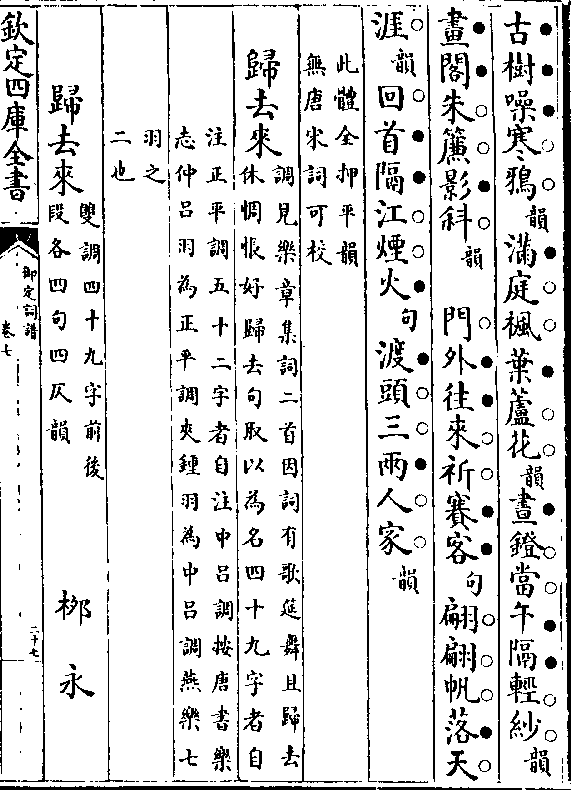 古樹噪寒鴉韻滿庭楓葉蘆花韻晝鐙當午隔輕紗韻
畫閣朱簾影斜韻 門外往來祈賽客句翩翩帆落天
涯韻回首隔江煙火句渡頭三兩人家韻
此體全押平韻
無唐宋詞可校
歸去來 調見樂章集詞二首因詞有歌筵舞且歸去
休惆悵好歸去句取以為名四十九字者自
注正平調五十二字者自注中呂調按唐書樂
志仲呂羽為正平調夾鍾羽為中呂調燕樂七
羽之
二也
歸去來 雙調四十九字前後
段各四句四仄韻 柳永
欽定四庫全書
御定詞譜
卷七
二十七